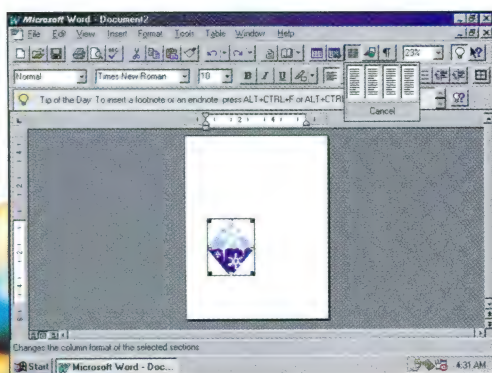 Microsoft Word - Document2
File Edit View Insert Format Tools Table Window Help
23%
Normal Times New Roman 10 B I U
Tip of the Day: To insert a footnote or an endnote press ALT+CTRL+F or ALT+CTRL
Cancel
Changes the column format of the selected sections
Start Microsoft Word - Doc... 4:31 AM